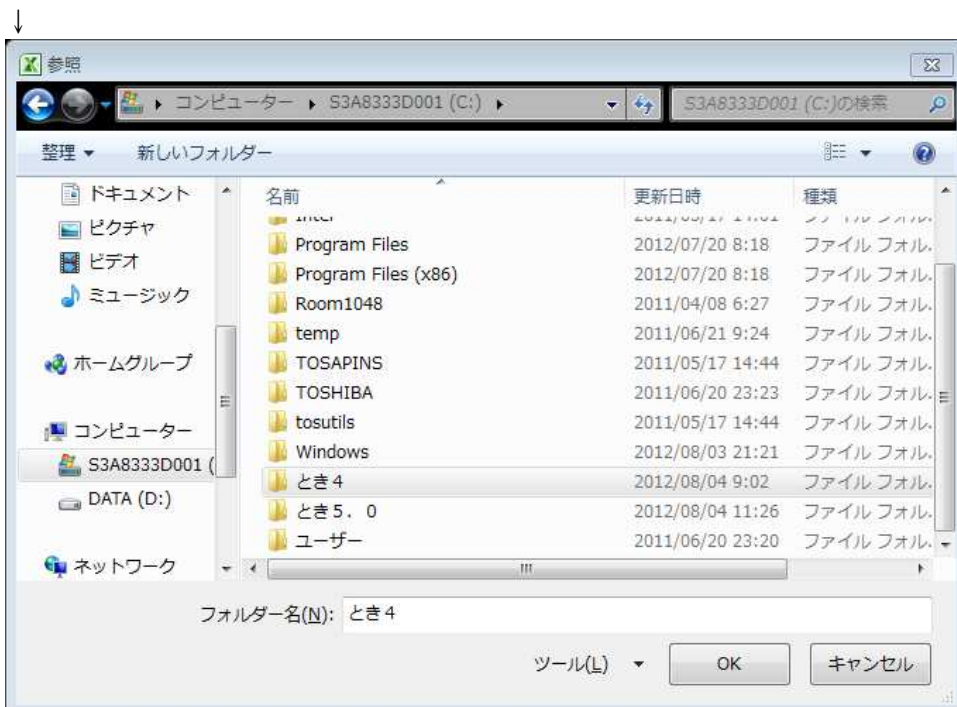 ↓
参照
コンピューター ▸ S3A8333D001 (C:) ▸
S3A8333D001 (C:)の検索
整理 ▼ 新しいフォルダー
ドキュメント
ピクチャ
ビデオ
ミュージック
ホームグループ
コンピューター
S3A8333D001 (
DATA (D:)
ネットワーク
名前 更新日時 種類
Program Files 2012/07/20 8:18 ファイル フォル
Program Files (x86) 2012/07/20 8:18 ファイル フォル
Room1048 2011/04/08 6:27 ファイル フォル
temp 2011/06/21 9:24 ファイル フォル
TOSAPINS 2011/05/17 14:44 ファイル フォル
TOSHIBA 2011/06/20 23:23 ファイル フォル
tosutils 2011/05/17 14:44 ファイル フォル
Windows 2012/08/03 21:21 ファイル フォル
とき4 2012/08/04 9:02 ファイル フォル
とき5.0 2012/08/04 11:26 ファイル フォル
ユーザー 2011/06/20 23:20 ファイル フォル
フォルダー名(N): とき4
ツール(L) ▼ OK キャンセル